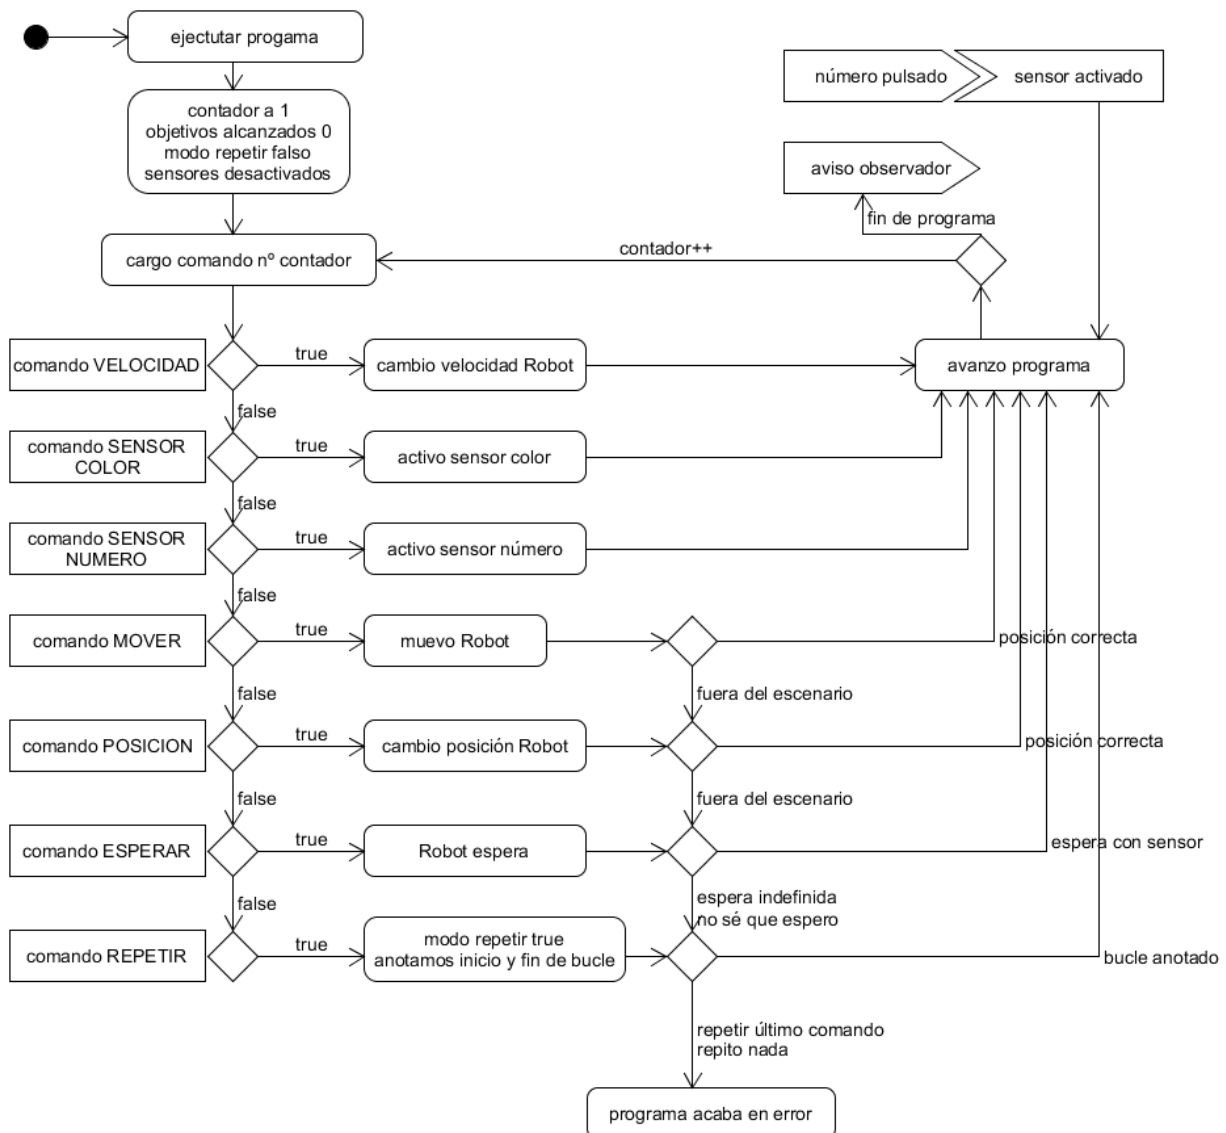 ejectutar progama
número pulsado
sensor activado
contador a 1
objetivos alcanzados 0
modo repetir falso
sensores desactivados
aviso observador
fin de programa
cargo comando nº contador
contador++
comando VELOCIDAD
true
cambio velocidad Robot
avanzo programa
false
comando SENSOR
COLOR
true
activo sensor color
false
comando SENSOR
NUMERO
true
activo sensor número
false
comando MOVER
true
muevo Robot
posición correcta
false
fuera del escenario
comando POSICION
true
cambio posición Robot
posición correcta
false
fuera del escenario
comando ESPERAR
true
Robot espera
espera con sensor
false
espera indefinida
no sé que espero
comando REPETIR
true
modo repetir true
anotamos inicio y fin de bucle
bucle anotado
repetir último comando
repito nada
programa acaba en error